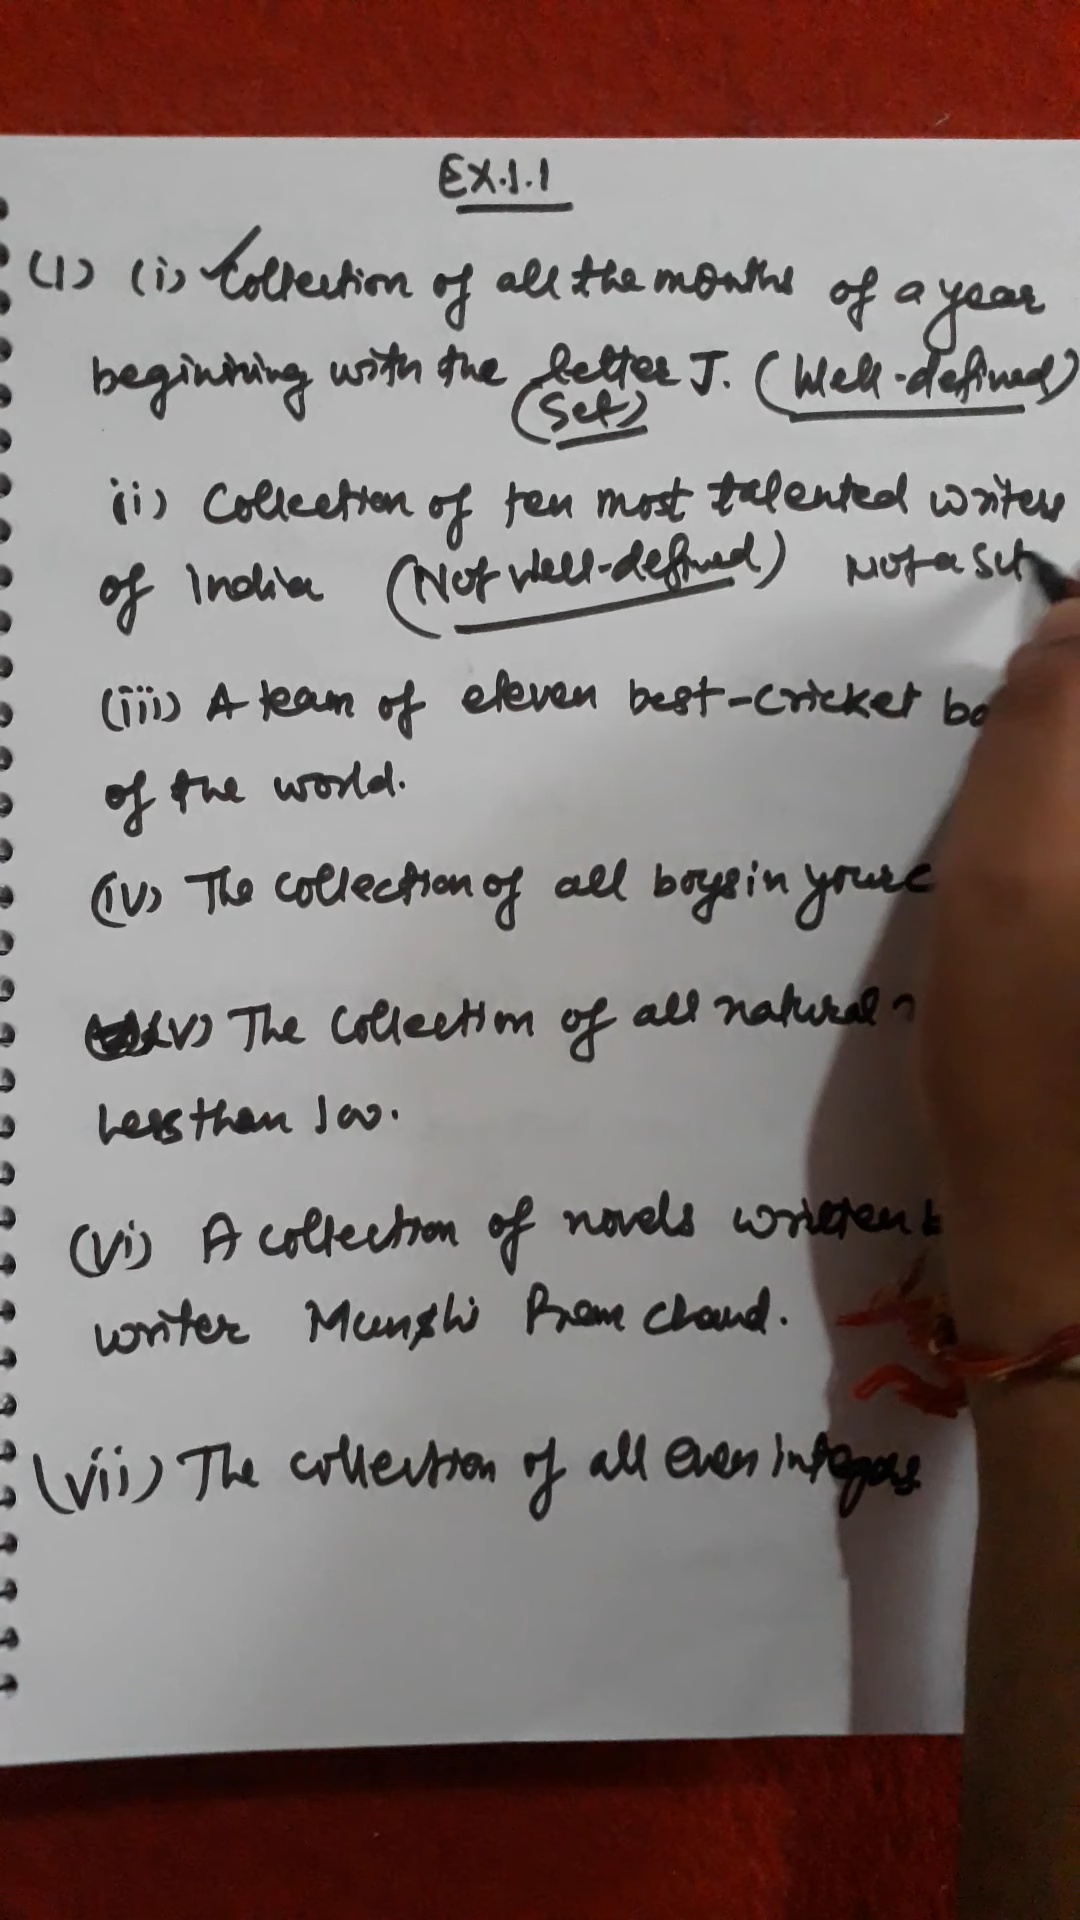 EX.1.1
(1) (i) Collection of all the months of a year
beginining with the letter J. (Well-defined)
(Set)
ii) Collection of ten most talented writers
of India (Not Well-defined) Not a Set
(iii) A team of eleven best-cricket
of the world.
(iv) The collection of all boys in your
(v) The collection of all natural
Less than 100.
(vi) A collection of novels written
writer Munshi Prem Chand.
(vii) The collection of all even integers